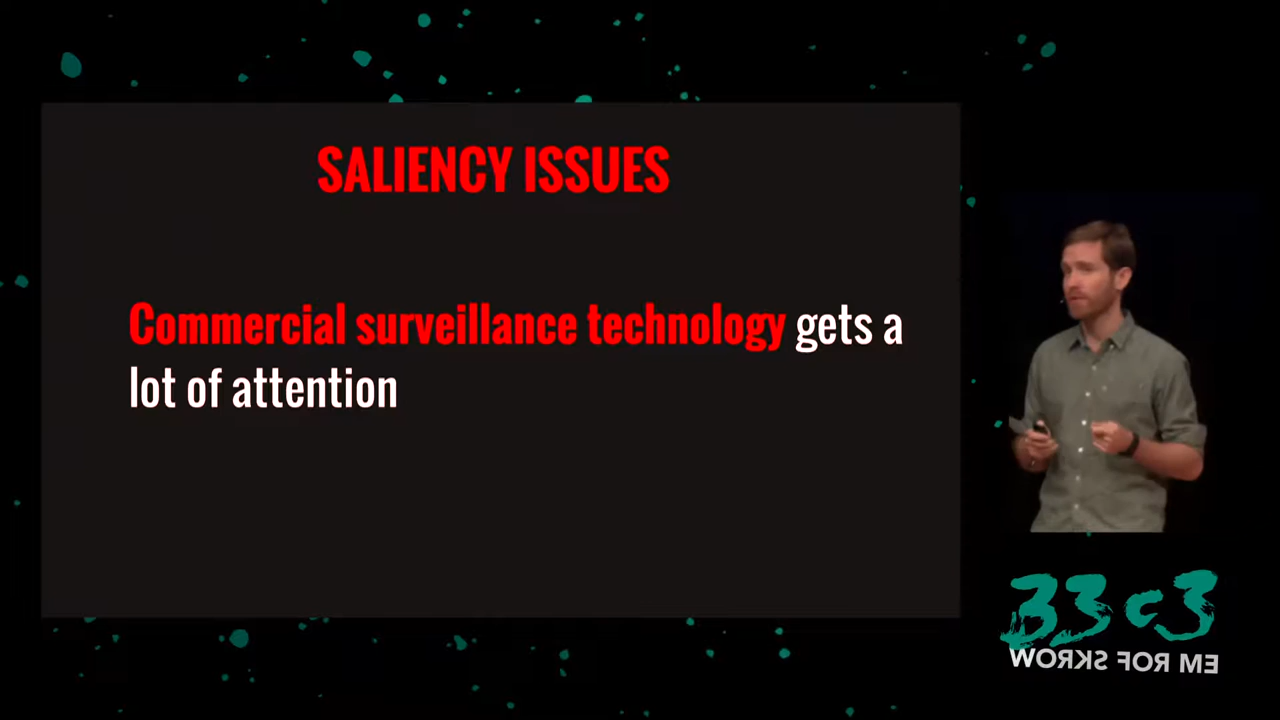 SALIENCY ISSUES
Commercial surveillance technology gets a
lot of attention
33c3
WORKS FOR ME